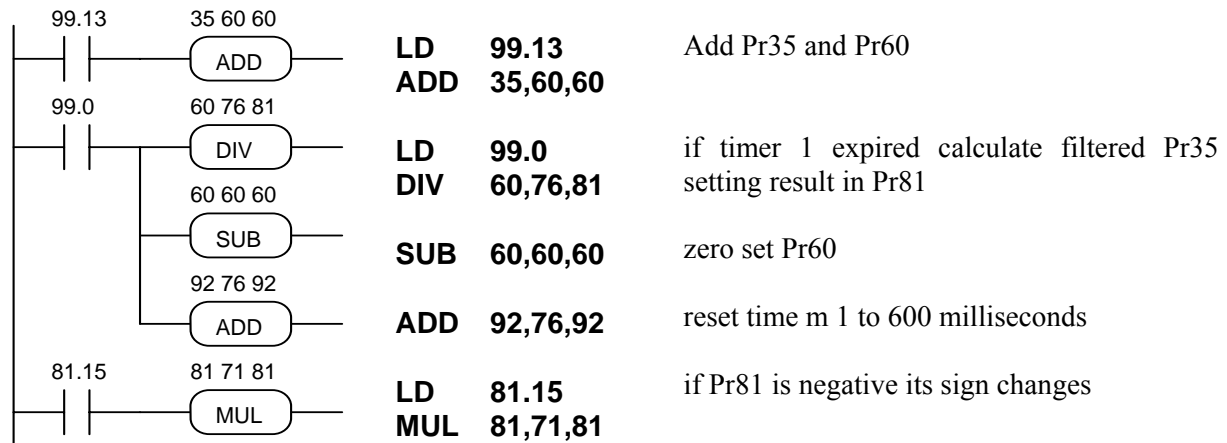 99.13 35 60 60
ADD
LD 99.13 Add Pr35 and Pr60
ADD 35,60,60
99.0 60 76 81
DIV
LD 99.0 if timer 1 expired calculate filtered Pr35
DIV 60,76,81 setting result in Pr81
60 60 60
SUB
SUB 60,60,60 zero set Pr60
92 76 92
ADD
ADD 92,76,92 reset time m 1 to 600 milliseconds
81.15 81 71 81
MUL
LD 81.15 if Pr81 is negative its sign changes
MUL 81,71,81